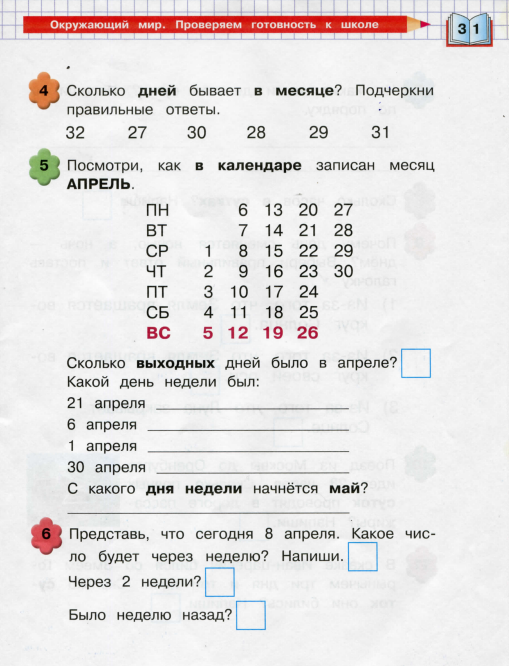 Окружающий мир. Проверяем готовность к школе
31
4 Сколько дней бывает в месяце? Подчеркни
правильные ответы.
32 27 30 28 29 31
5 Посмотри, как в календаре записан месяц
АПРЕЛЬ.
ПН 6 13 20 27
ВТ 7 14 21 28
СР 1 8 15 22 29
ЧТ 2 9 16 23 30
ПТ 3 10 17 24
СБ 4 11 18 25
ВС 5 12 19 26
Сколько выходных дней было в апреле?
Какой день недели был:
21 апреля
6 апреля
1 апреля
30 апреля
С какого дня недели начнётся май?
6 Представь, что сегодня 8 апреля. Какое чис-
ло будет через неделю? Напиши.
Через 2 недели?
Было неделю назад?